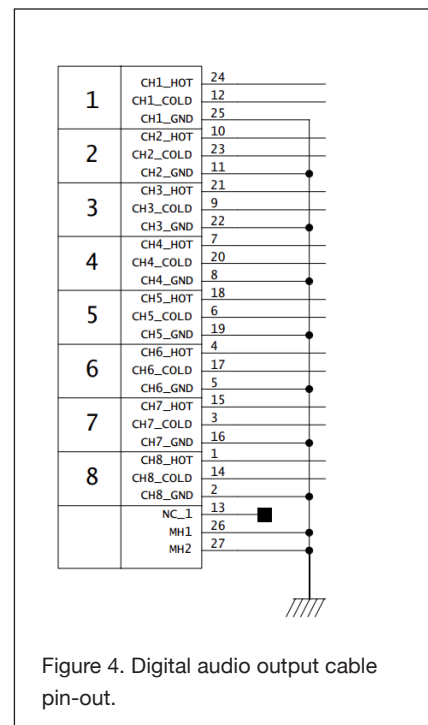 CH1_HOT 24
1 CH1_COLD 12
CH1_GND 25
CH2_HOT 10
2 CH2_COLD 23
CH2_GND 11
CH3_HOT 21
3 CH3_COLD 9
CH3_GND 22
CH4_HOT 7
4 CH4_COLD 20
CH4_GND 8
CH5_HOT 18
5 CH5_COLD 6
CH5_GND 19
CH6_HOT 4
6 CH6_COLD 17
CH6_GND 5
CH7_HOT 15
7 CH7_COLD 3
CH7_GND 16
CH8_HOT 1
8 CH8_COLD 14
CH8_GND 2
NC_1 13
MH1 26
MH2 27
Figure 4. Digital audio output cable
pin-out.